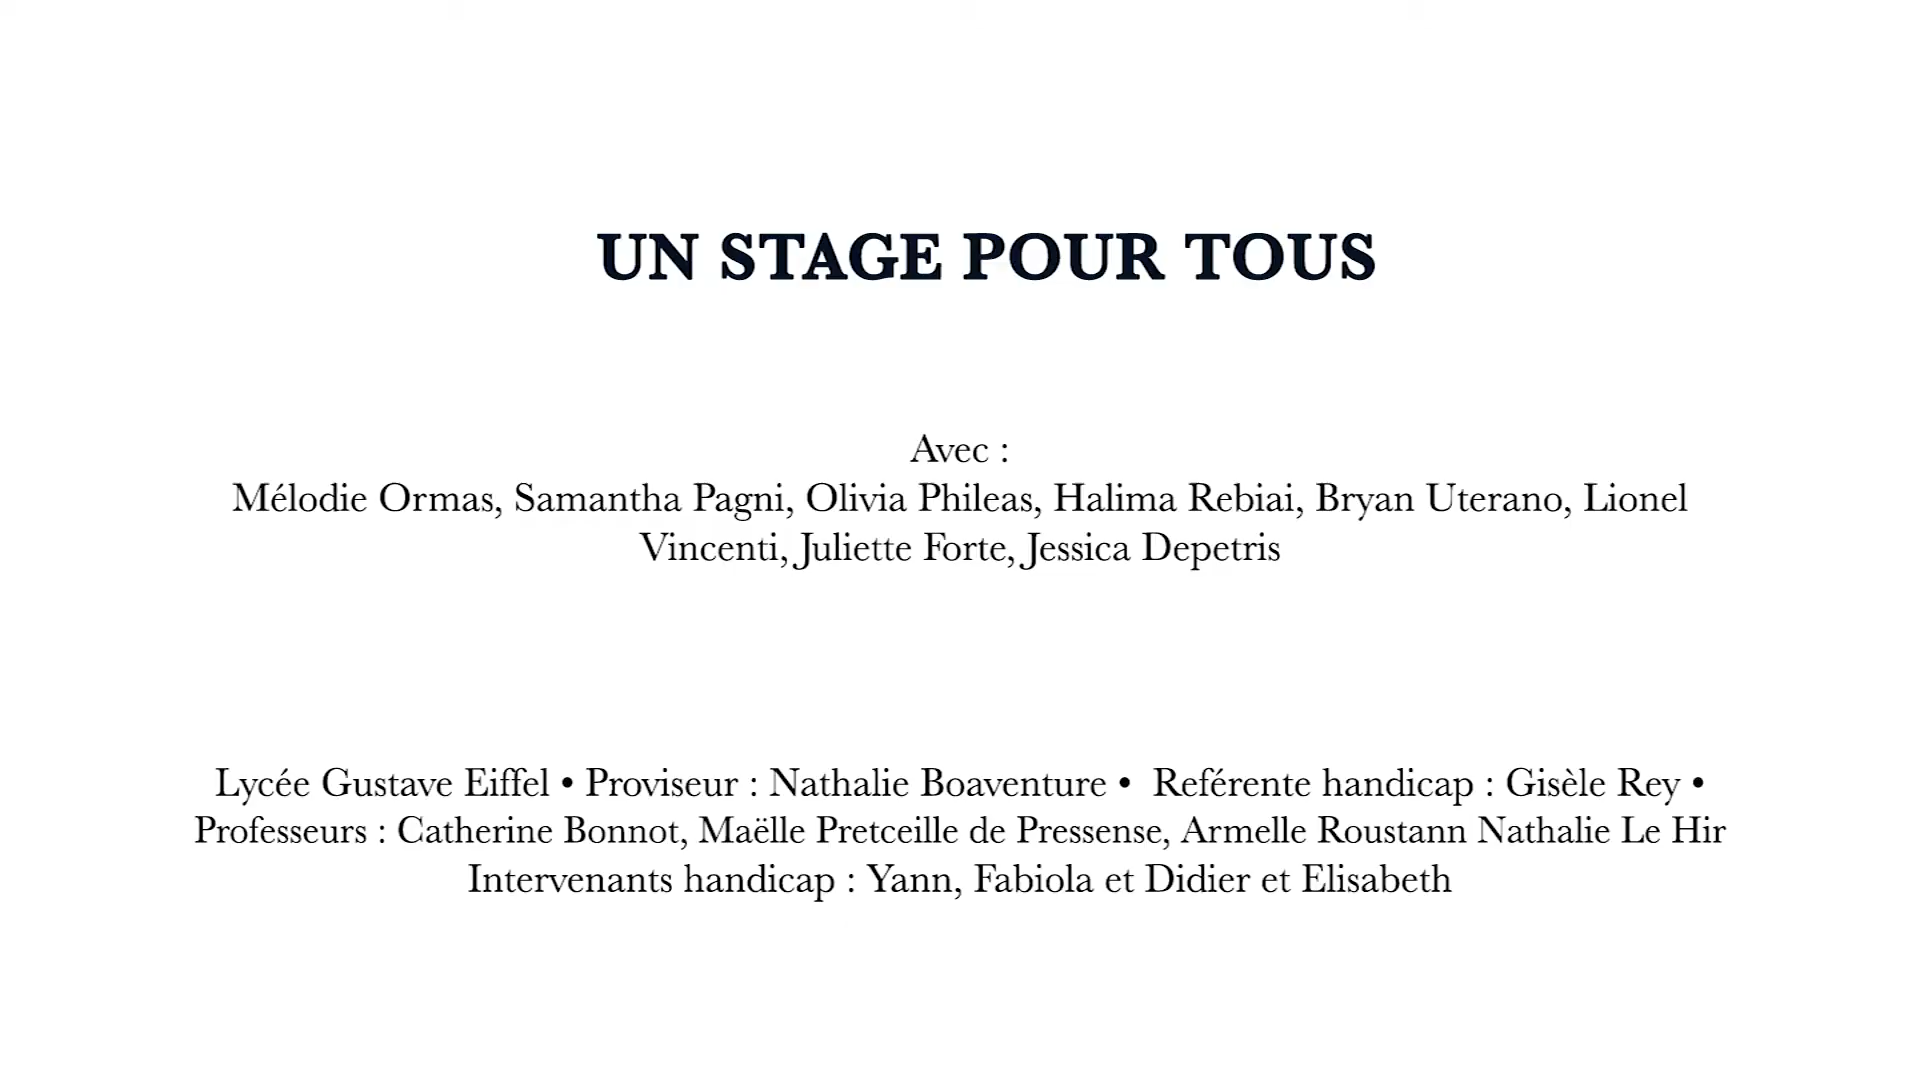 UN STAGE POUR TOUS
Avec :
Mélodie Ormas, Samantha Pagni, Olivia Phileas, Halima Rebiai, Bryan Uterano, Lionel
Vincenti, Juliette Forte, Jessica Depetris
Lycée Gustave Eiffel • Proviseur : Nathalie Boaventure • Reférente handicap : Gisèle Rey •
Professeurs : Catherine Bonnot, Maëlle Pretceille de Pressense, Armelle Roustann Nathalie Le Hir
Intervenants handicap : Yann, Fabiola et Didier et Elisabeth